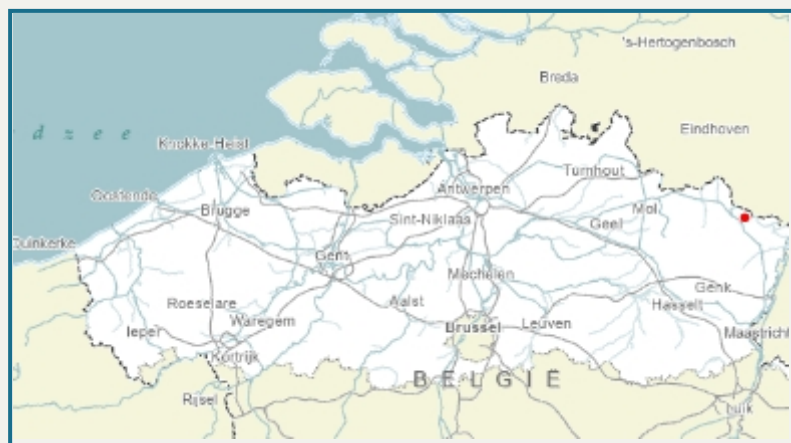 's-Hertogenbosch
Breda
dzee
Eindhoven
Knokke-Heist
Turnhout
Antwerpen
Oostende
Mol
Brugge
Sint-Niklaas
Geel
Duinkerke
Gent
Mechelen
Genk
Roeselare
Aalst
Hasselt
Waregem
Brussel
Leuven
Ieper
Maastricht
Kortrijk
BELGIË
Rijsel
Luik